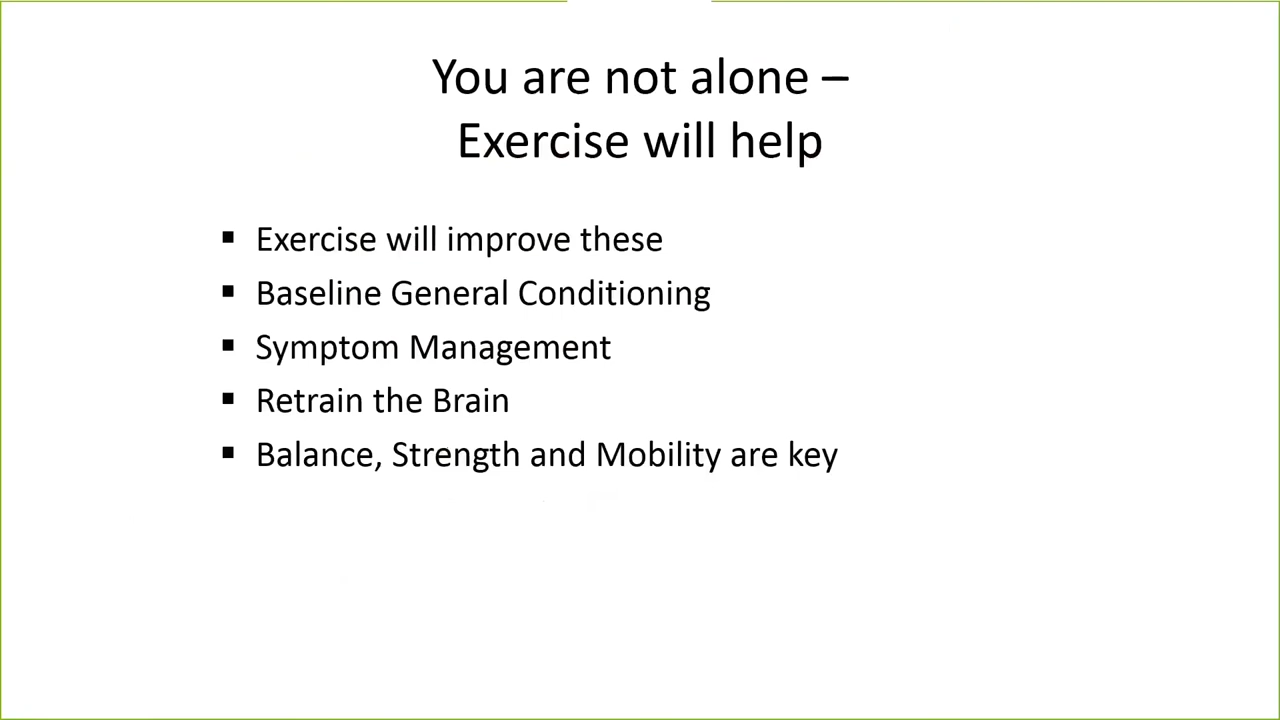 You are not alone –
Exercise will help
▪ Exercise will improve these
▪ Baseline General Conditioning
▪ Symptom Management
▪ Retrain the Brain
▪ Balance, Strength and Mobility are key